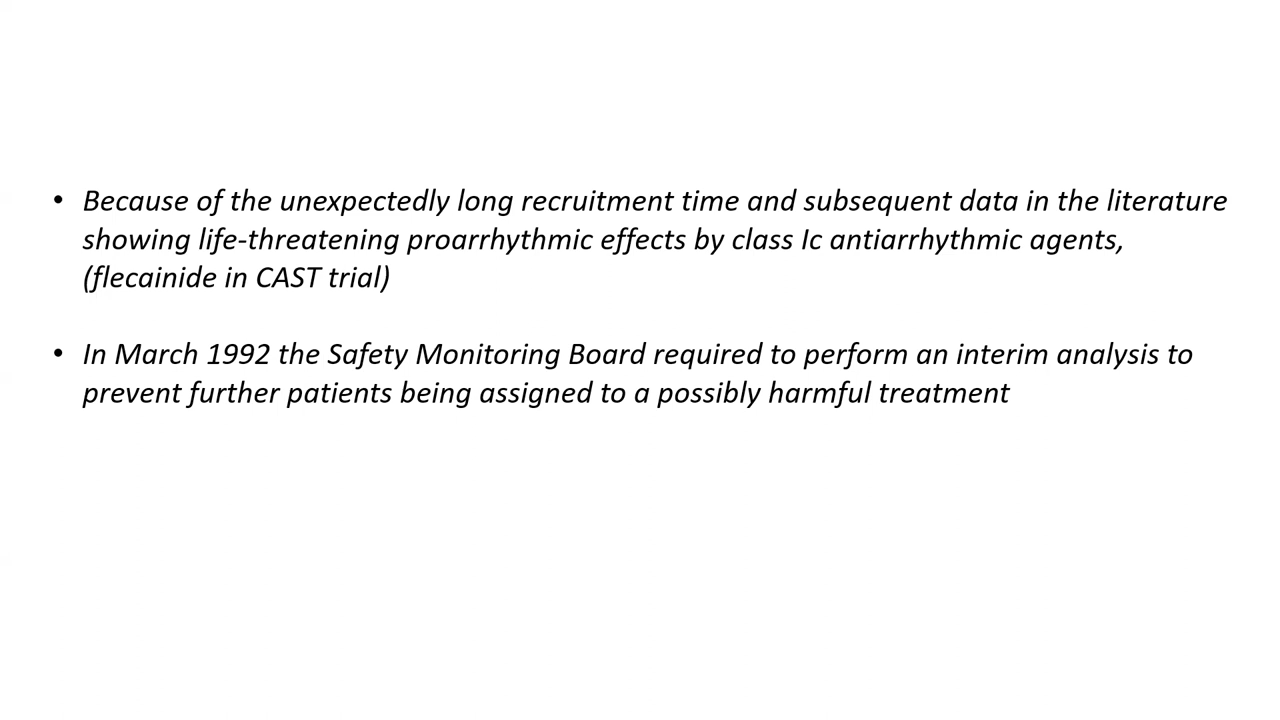 • Because of the unexpectedly long recruitment time and subsequent data in the literature
showing life-threatening proarrhythmic effects by class Ic antiarrhythmic agents,
(flecainide in CAST trial)
• In March 1992 the Safety Monitoring Board required to perform an interim analysis to
prevent further patients being assigned to a possibly harmful treatment